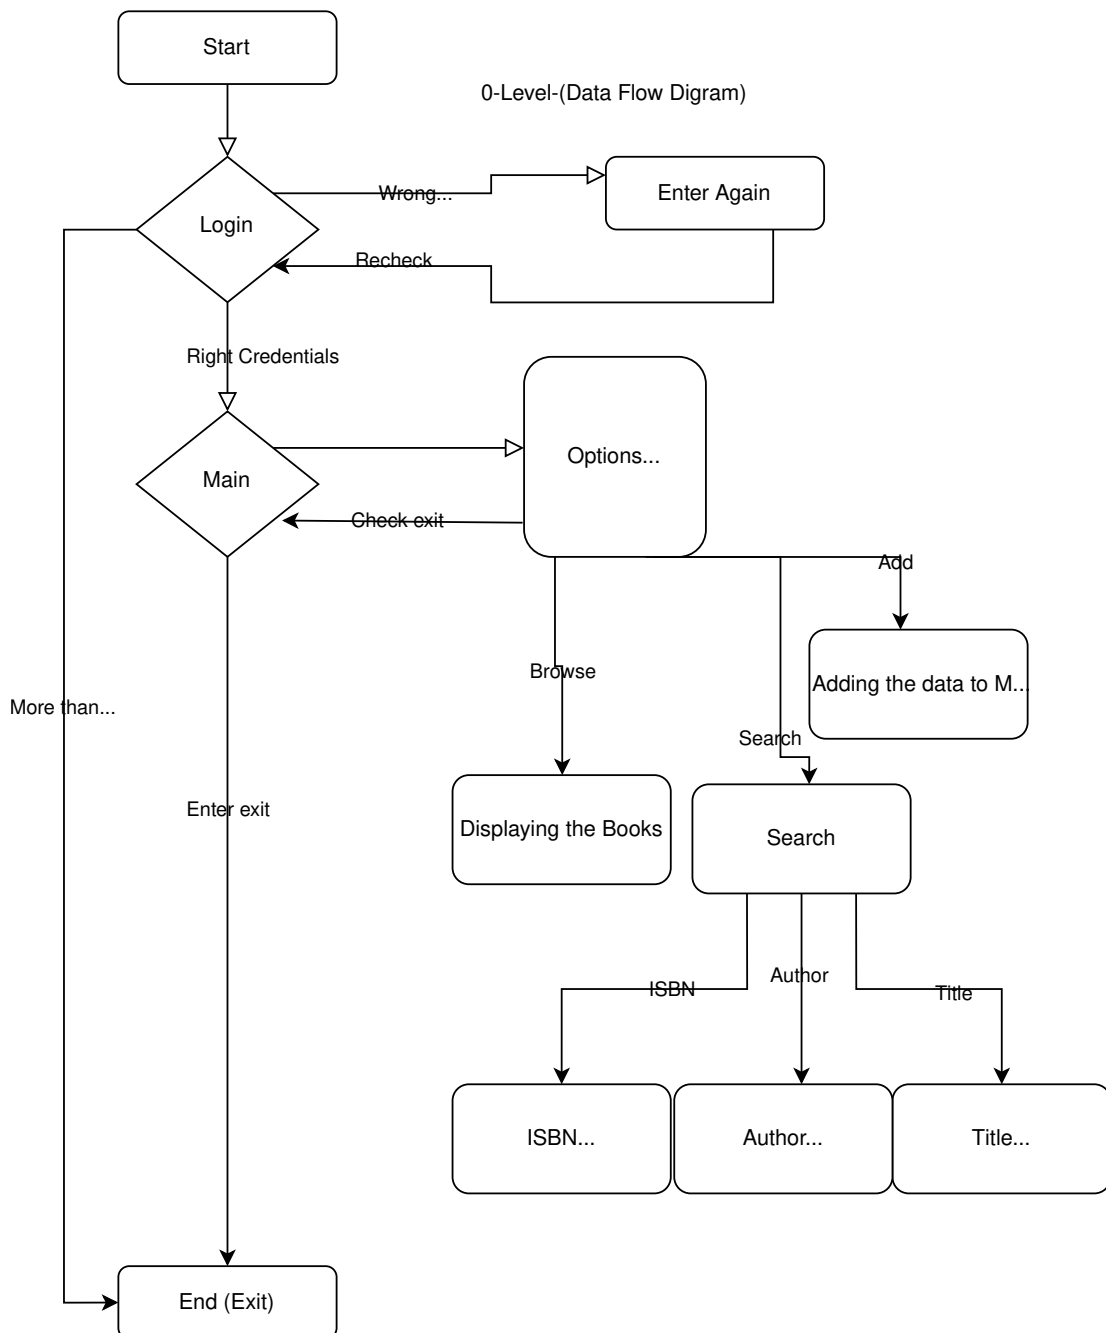 Start
0-Level-(Data Flow Digram)
Login
Wrong...
Enter Again
Recheck
Right Credentials
Main
Options...
Check exit
Add
Browse
Adding the data to M...
More than...
Search
Enter exit
Displaying the Books
Search
ISBN
Author
Title
ISBN...
Author...
Title...
End (Exit)